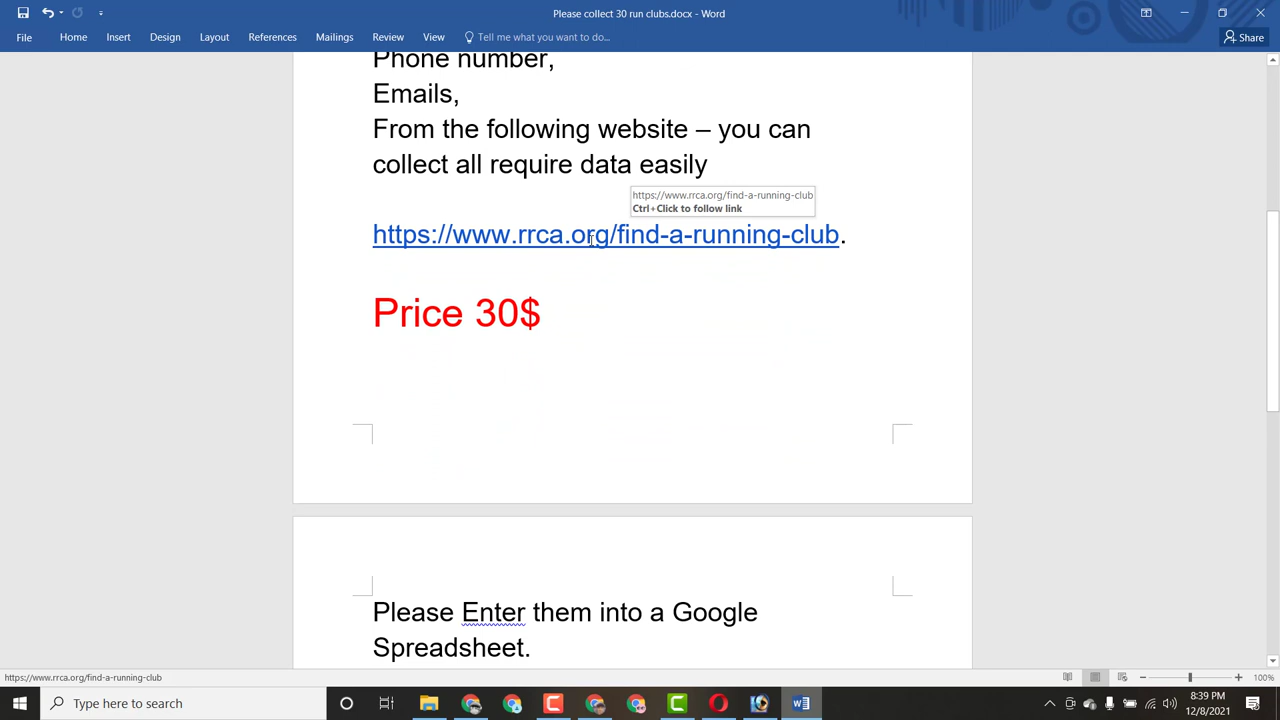 Please collect 30 run clubs.docx - Word
File Home Insert Design Layout References Mailings Review View Tell me what you want to do... Share
Phone number,
Emails,
From the following website – you can
collect all require data easily
https://www.rrca.org/find-a-running-club
Ctrl+Click to follow link
https://www.rrca.org/find-a-running-club.
Price 30$
Please Enter them into a Google
Spreadsheet.
https://www.rrca.org/find-a-running-club
100%
Type here to search
8:39 PM
12/8/2021